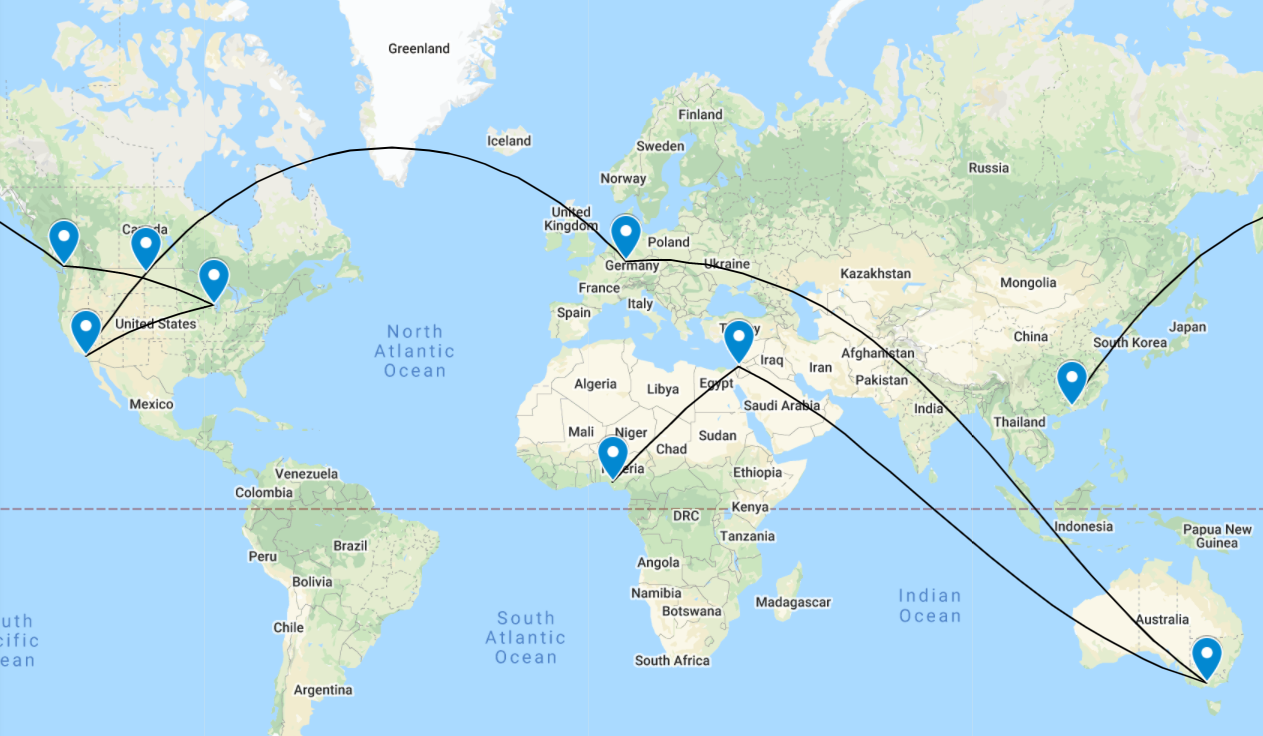 Greenland
Iceland
Finland
Sweden
Norway
Russia
United
Kingdom
Canada
Poland
Germany
Ukraine
France
Kazakhstan
Mongolia
Italy
Spain
United States
Turkey
Japan
China
South Korea
North
Atlantic
Ocean
Iraq
Afghanistan
Iran
Pakistan
Algeria
Libya
Egypt
Mexico
Saudi Arabia
India
Thailand
Mali
Niger
Sudan
Chad
Nigeria
Venezuela
Ethiopia
Colombia
Kenya
DRC
Indonesia
Papua New
Guinea
Tanzania
Brazil
Peru
Angola
Bolivia
Namibia
Botswana
Madagascar
Indian
Ocean
uth
cific
ean
Chile
South
Atlantic
Ocean
Australia
South Africa
Argentina